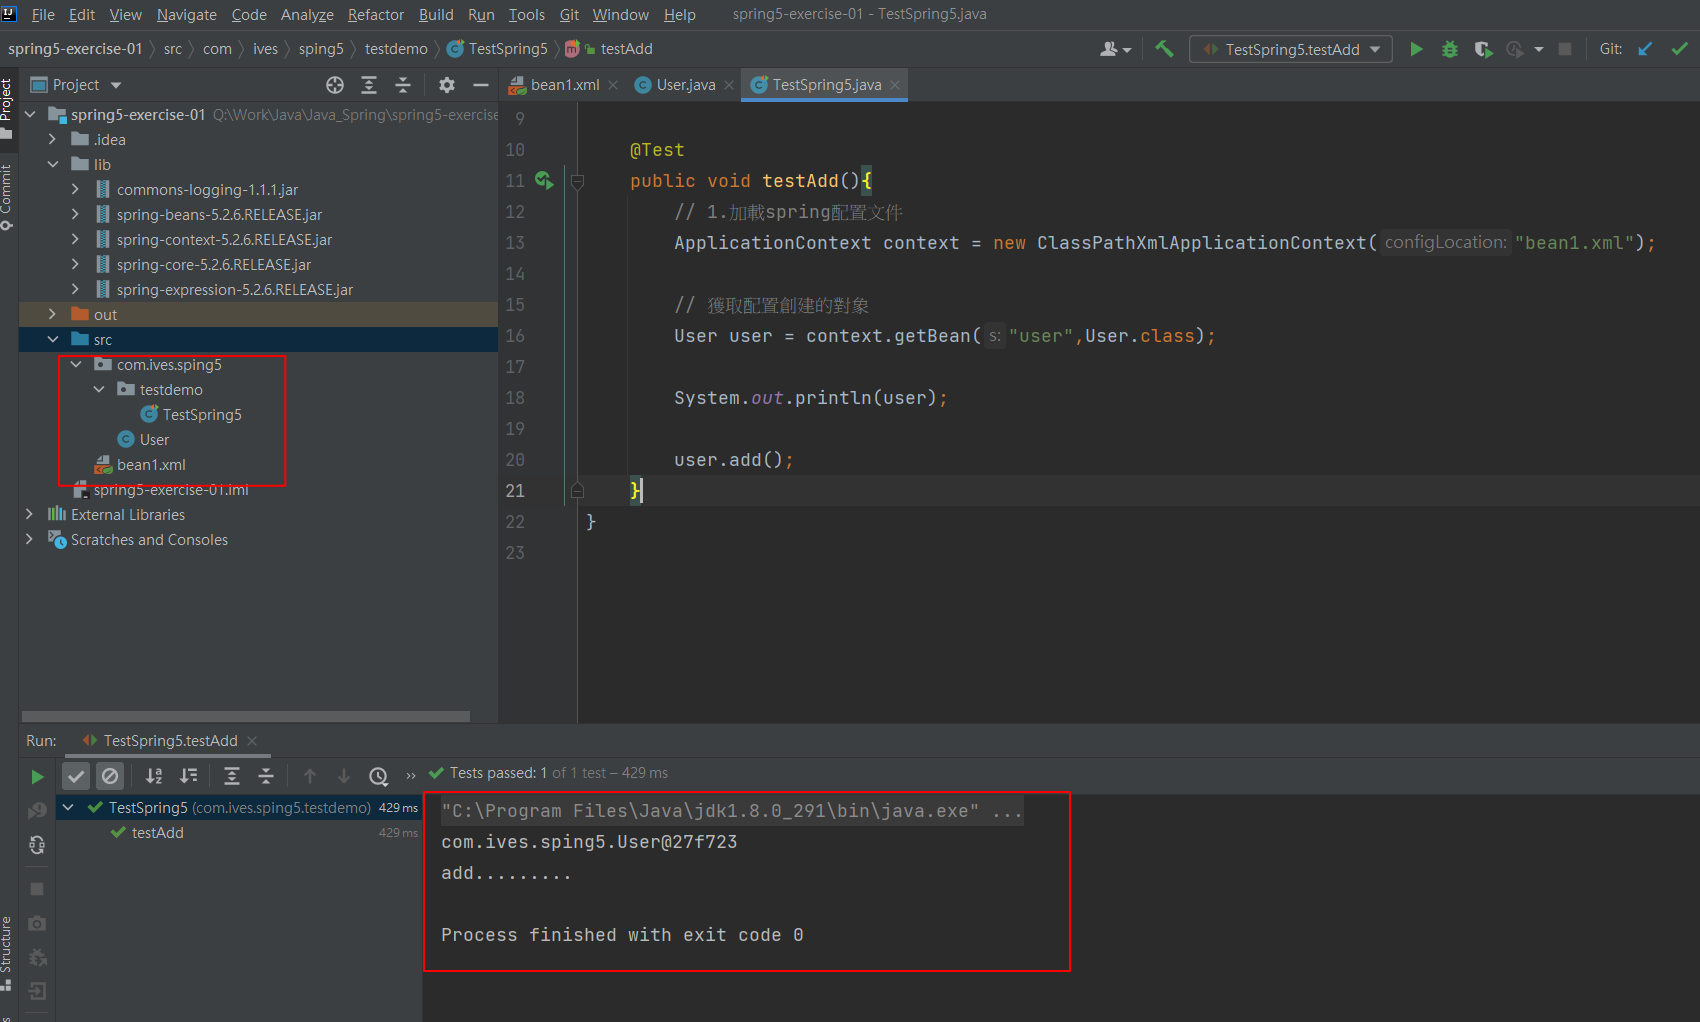 File Edit View Navigate Code Analyze Refactor Build Run Tools Git Window Help spring5-exercise-01 - TestSpring5.java
spring5-exercise-01 src com ives sping5 testdemo TestSpring5 testAdd TestSpring5.testAdd Git:
Project
bean1.xml User.java TestSpring5.java
Project
Commit
Structure
spring5-exercise-01 Q:\Work\Java\Java_Spring\spring5-exercise
.idea
lib
commons-logging-1.1.1.jar
spring-beans-5.2.6.RELEASE.jar
spring-context-5.2.6.RELEASE.jar
spring-core-5.2.6.RELEASE.jar
spring-expression-5.2.6.RELEASE.jar
out
src
com.ives.sping5
testdemo
TestSpring5
User
bean1.xml
spring5-exercise-01.iml
External Libraries
Scratches and Consoles
9
10 @Test
11 public void testAdd(){
12 // 1.加載spring配置文件
13 ApplicationContext context = new ClassPathXmlApplicationContext( configLocation: "bean1.xml");
14
15 // 獲取配置創建的對象
16 User user = context.getBean( s: "user",User.class);
17
18 System.out.println(user);
19
20 user.add();
21 }
22 }
23
Run: TestSpring5.testAdd
Tests passed: 1 of 1 test – 429 ms
TestSpring5 (com.ives.sping5.testdemo) 429 ms
testAdd 429 ms
"C:\Program Files\Java\jdk1.8.0_291\bin\java.exe" ...
com.ives.sping5.User@27f723
add.........
Process finished with exit code 0